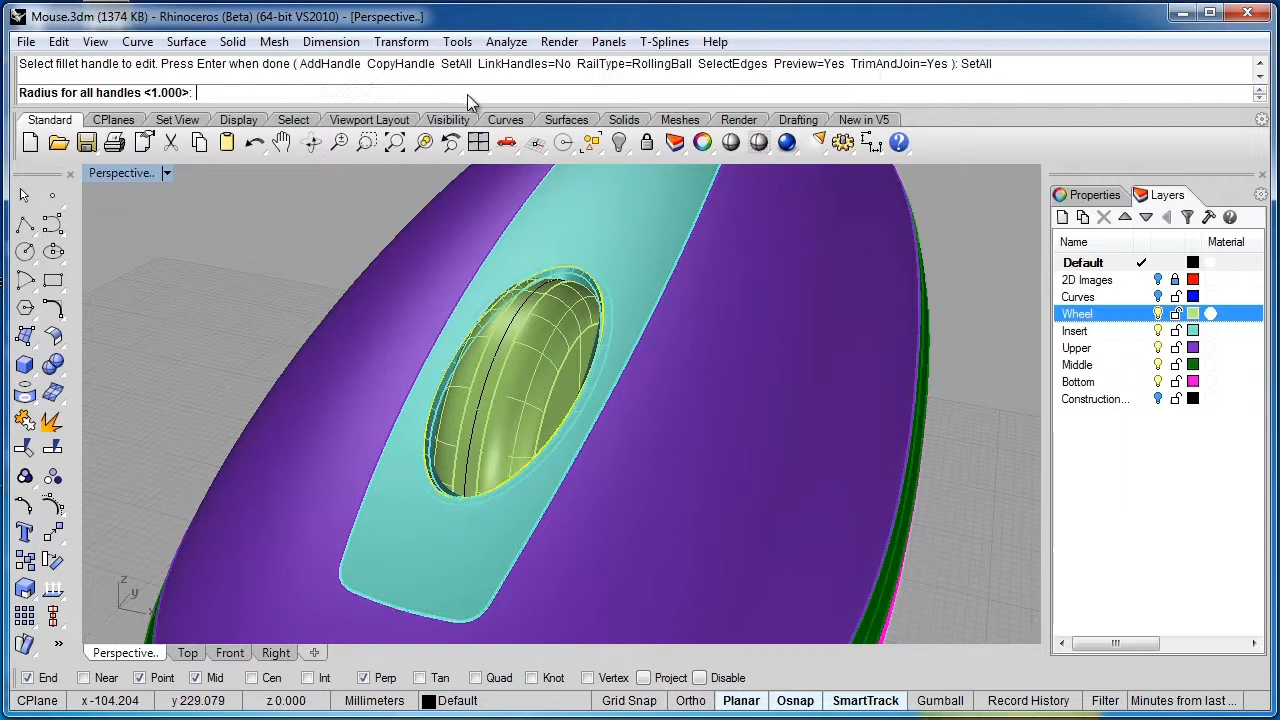 Mouse.3dm (1374 KB) - Rhinoceros (Beta) (64-bit VS2010) - [Perspective..]
File Edit View Curve Surface Solid Mesh Dimension Transform Tools Analyze Render Panels T-Splines Help
Select fillet handle to edit. Press Enter when done ( AddHandle CopyHandle SetAll LinkHandles=No RailType=RollingBall SelectEdges Preview=Yes TrimAndJoin=Yes ): SetAll
Radius for all handles <1.000>:
Standard CPlanes Set View Display Select Viewport Layout Visibility Curves Surfaces Solids Meshes Render Drafting New in V5
Perspective..
Properties Layers
Name Material
Default
2D Images
Curves
Wheel
Insert
Upper
Middle
Bottom
Construction...
z
y
x
Perspective.. Top Front Right
End Near Point Mid Cen Int Perp Tan Quad Knot Vertex Project Disable
CPlane x -104.204 y 229.079 z 0.000 Millimeters Default Grid Snap Ortho Planar Osnap SmartTrack Gumball Record History Filter Minutes from last ...